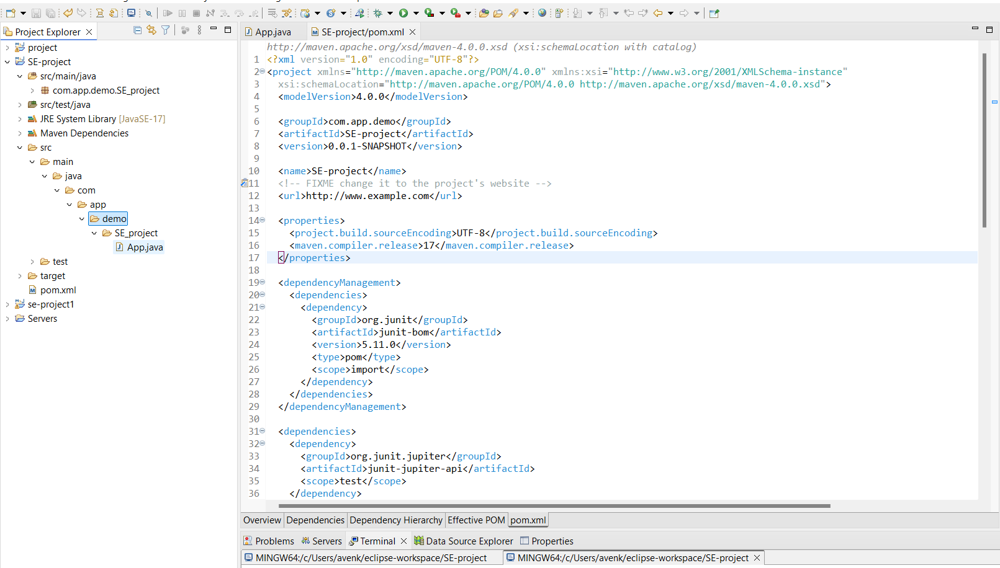 Project Explorer
project
SE-project
src/main/java
com.app.demo.SE_project
src/test/java
JRE System Library [JavaSE-17]
Maven Dependencies
src
main
java
com
app
demo
SE_project
App.java
test
target
pom.xml
se-project1
Servers
App.java
SE-project/pom.xml
http://maven.apache.org/xsd/maven-4.0.0.xsd (xsi:schemaLocation with catalog)
1 <?xml version="1.0" encoding="UTF-8"?>
2 <project xmlns="http://maven.apache.org/POM/4.0.0" xmlns:xsi="http://www.w3.org/2001/XMLSchema-instance"
3 xsi:schemaLocation="http://maven.apache.org/POM/4.0.0 http://maven.apache.org/xsd/maven-4.0.0.xsd">
4 <modelVersion>4.0.0</modelVersion>
5
6 <groupId>com.app.demo</groupId>
7 <artifactId>SE-project</artifactId>
8 <version>0.0.1-SNAPSHOT</version>
9
10 <name>SE-project</name>
11 <!-- FIXME change it to the project's website -->
12 <url>http://www.example.com</url>
13
14 <properties>
15 <project.build.sourceEncoding>UTF-8</project.build.sourceEncoding>
16 <maven.compiler.release>17</maven.compiler.release>
17 </properties>
18
19 <dependencyManagement>
20 <dependencies>
21 <dependency>
22 <groupId>org.junit</groupId>
23 <artifactId>junit-bom</artifactId>
24 <version>5.11.0</version>
25 <type>pom</type>
26 <scope>import</scope>
27 </dependency>
28 </dependencies>
29 </dependencyManagement>
30
31 <dependencies>
32 <dependency>
33 <groupId>org.junit.jupiter</groupId>
34 <artifactId>junit-jupiter-api</artifactId>
35 <scope>test</scope>
36 </dependency>
Overview Dependencies Dependency Hierarchy Effective POM pom.xml
Problems Servers Terminal Data Source Explorer Properties
MINGW64:/c/Users/avenk/eclipse-workspace/SE-project
MINGW64:/c/Users/avenk/eclipse-workspace/SE-project